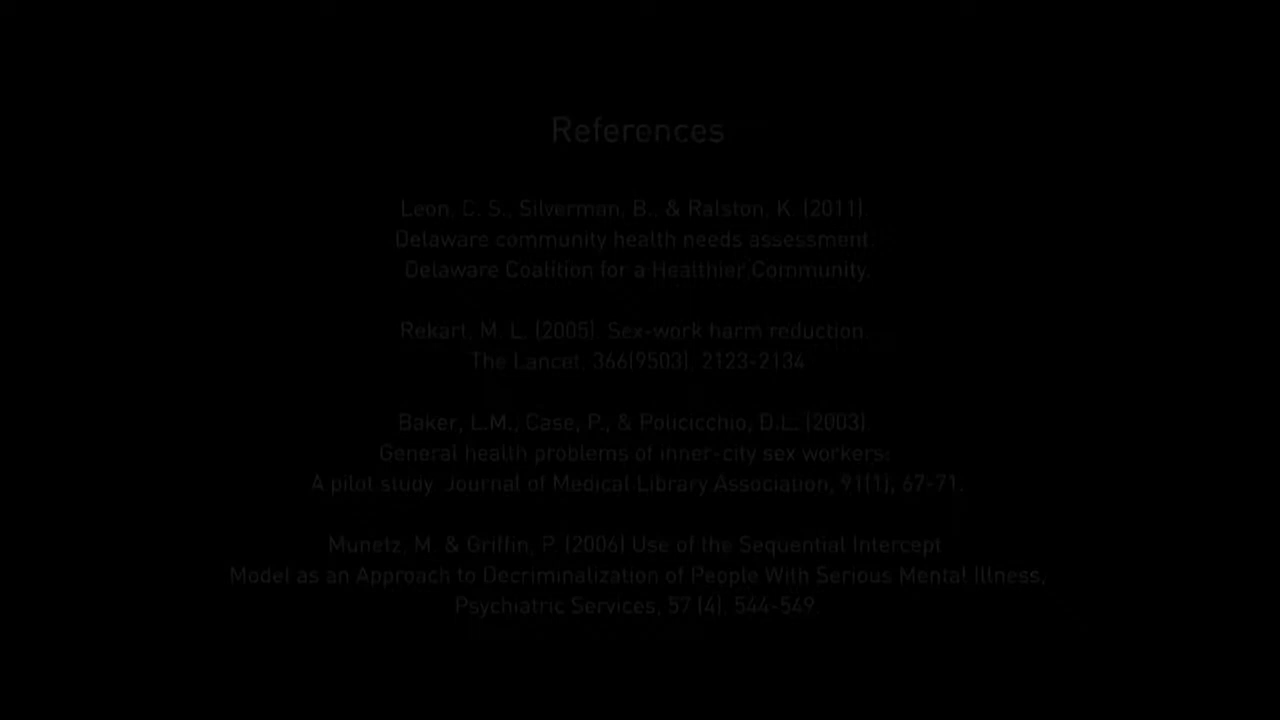 References
Leon, C. S., Silverman, B., & Ralston, K. (2011).
Delaware community health needs assessment.
Delaware Coalition for a Healthier Community.
Rekart, M. L. (2005). Sex-work harm reduction.
The Lancet, 366(9503), 2123-2134
Baker, L.M., Case, P., & Policicchio, D.L. (2003).
General health problems of inner-city sex workers:
A pilot study. Journal of Medical Library Association, 91(1), 67-71.
Munetz, M. & Griffin, P. (2006) Use of the Sequential Intercept
Model as an Approach to Decriminalization of People With Serious Mental Illness,
Psychiatric Services, 57 (4), 544-549.